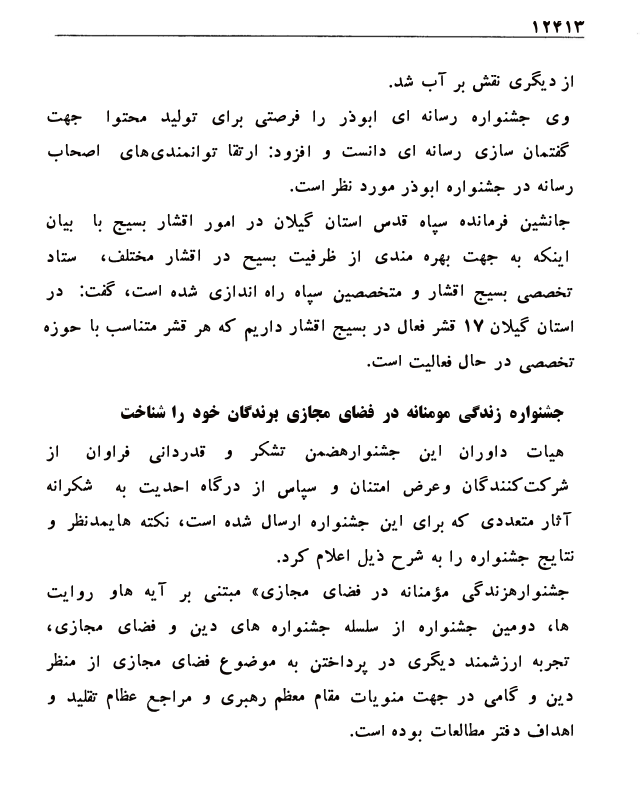 ۱۲۴۱۳
از دیگری نقش بر آب شد.
وی جشنواره رسانه ای ابوذر را فرصتی برای تولید محتوا جهت
گفتمان سازی رسانه ای دانست و افزود: ارتقا توانمندی‌های اصحاب
رسانه در جشنواره ابوذر مورد نظر است.
جانشین فرمانده سپاه قدس استان گیلان در امور اقشار بسیج با بیان
اینکه به جهت بهره مندی از ظرفیت بسیح در اقشار مختلف، ستاد
تخصصی بسیج اقشار و متخصصین سپاه راه اندازی شده است، گفت: در
استان گیلان ۱۷ قشر فعال در بسیج اقشار داریم که هر قشر متناسب با حوزه
تخصصی در حال فعالیت است.
جشنواره زندگی مومنانه در فضای مجازی برندگان خود را شناخت
هیات داوران این جشنوارهضمن تشکر و قدردانی فراوان از
شرکت‌کنندگان وعرض امتنان و سپاس از درگاه احدیت به شکرانه
آثار متعددی که برای این جشنواره ارسال شده است، نکته هایمدنظر و
نتایج جشنواره را به شرح ذیل اعلام کرد.
جشنوارهزندگی مؤمنانه در فضای مجازی» مبتنی بر آیه هاو روایت
ها، دومین جشنواره از سلسله جشنواره های دین و فضای مجازی،
تجربه ارزشمند دیگری در پرداختن به موضوع فضای مجازی از منظر
دین و گامی در جهت منویات مقام معظم رهبری و مراجع عظام تقلید و
اهداف دفتر مطالعات بوده است.